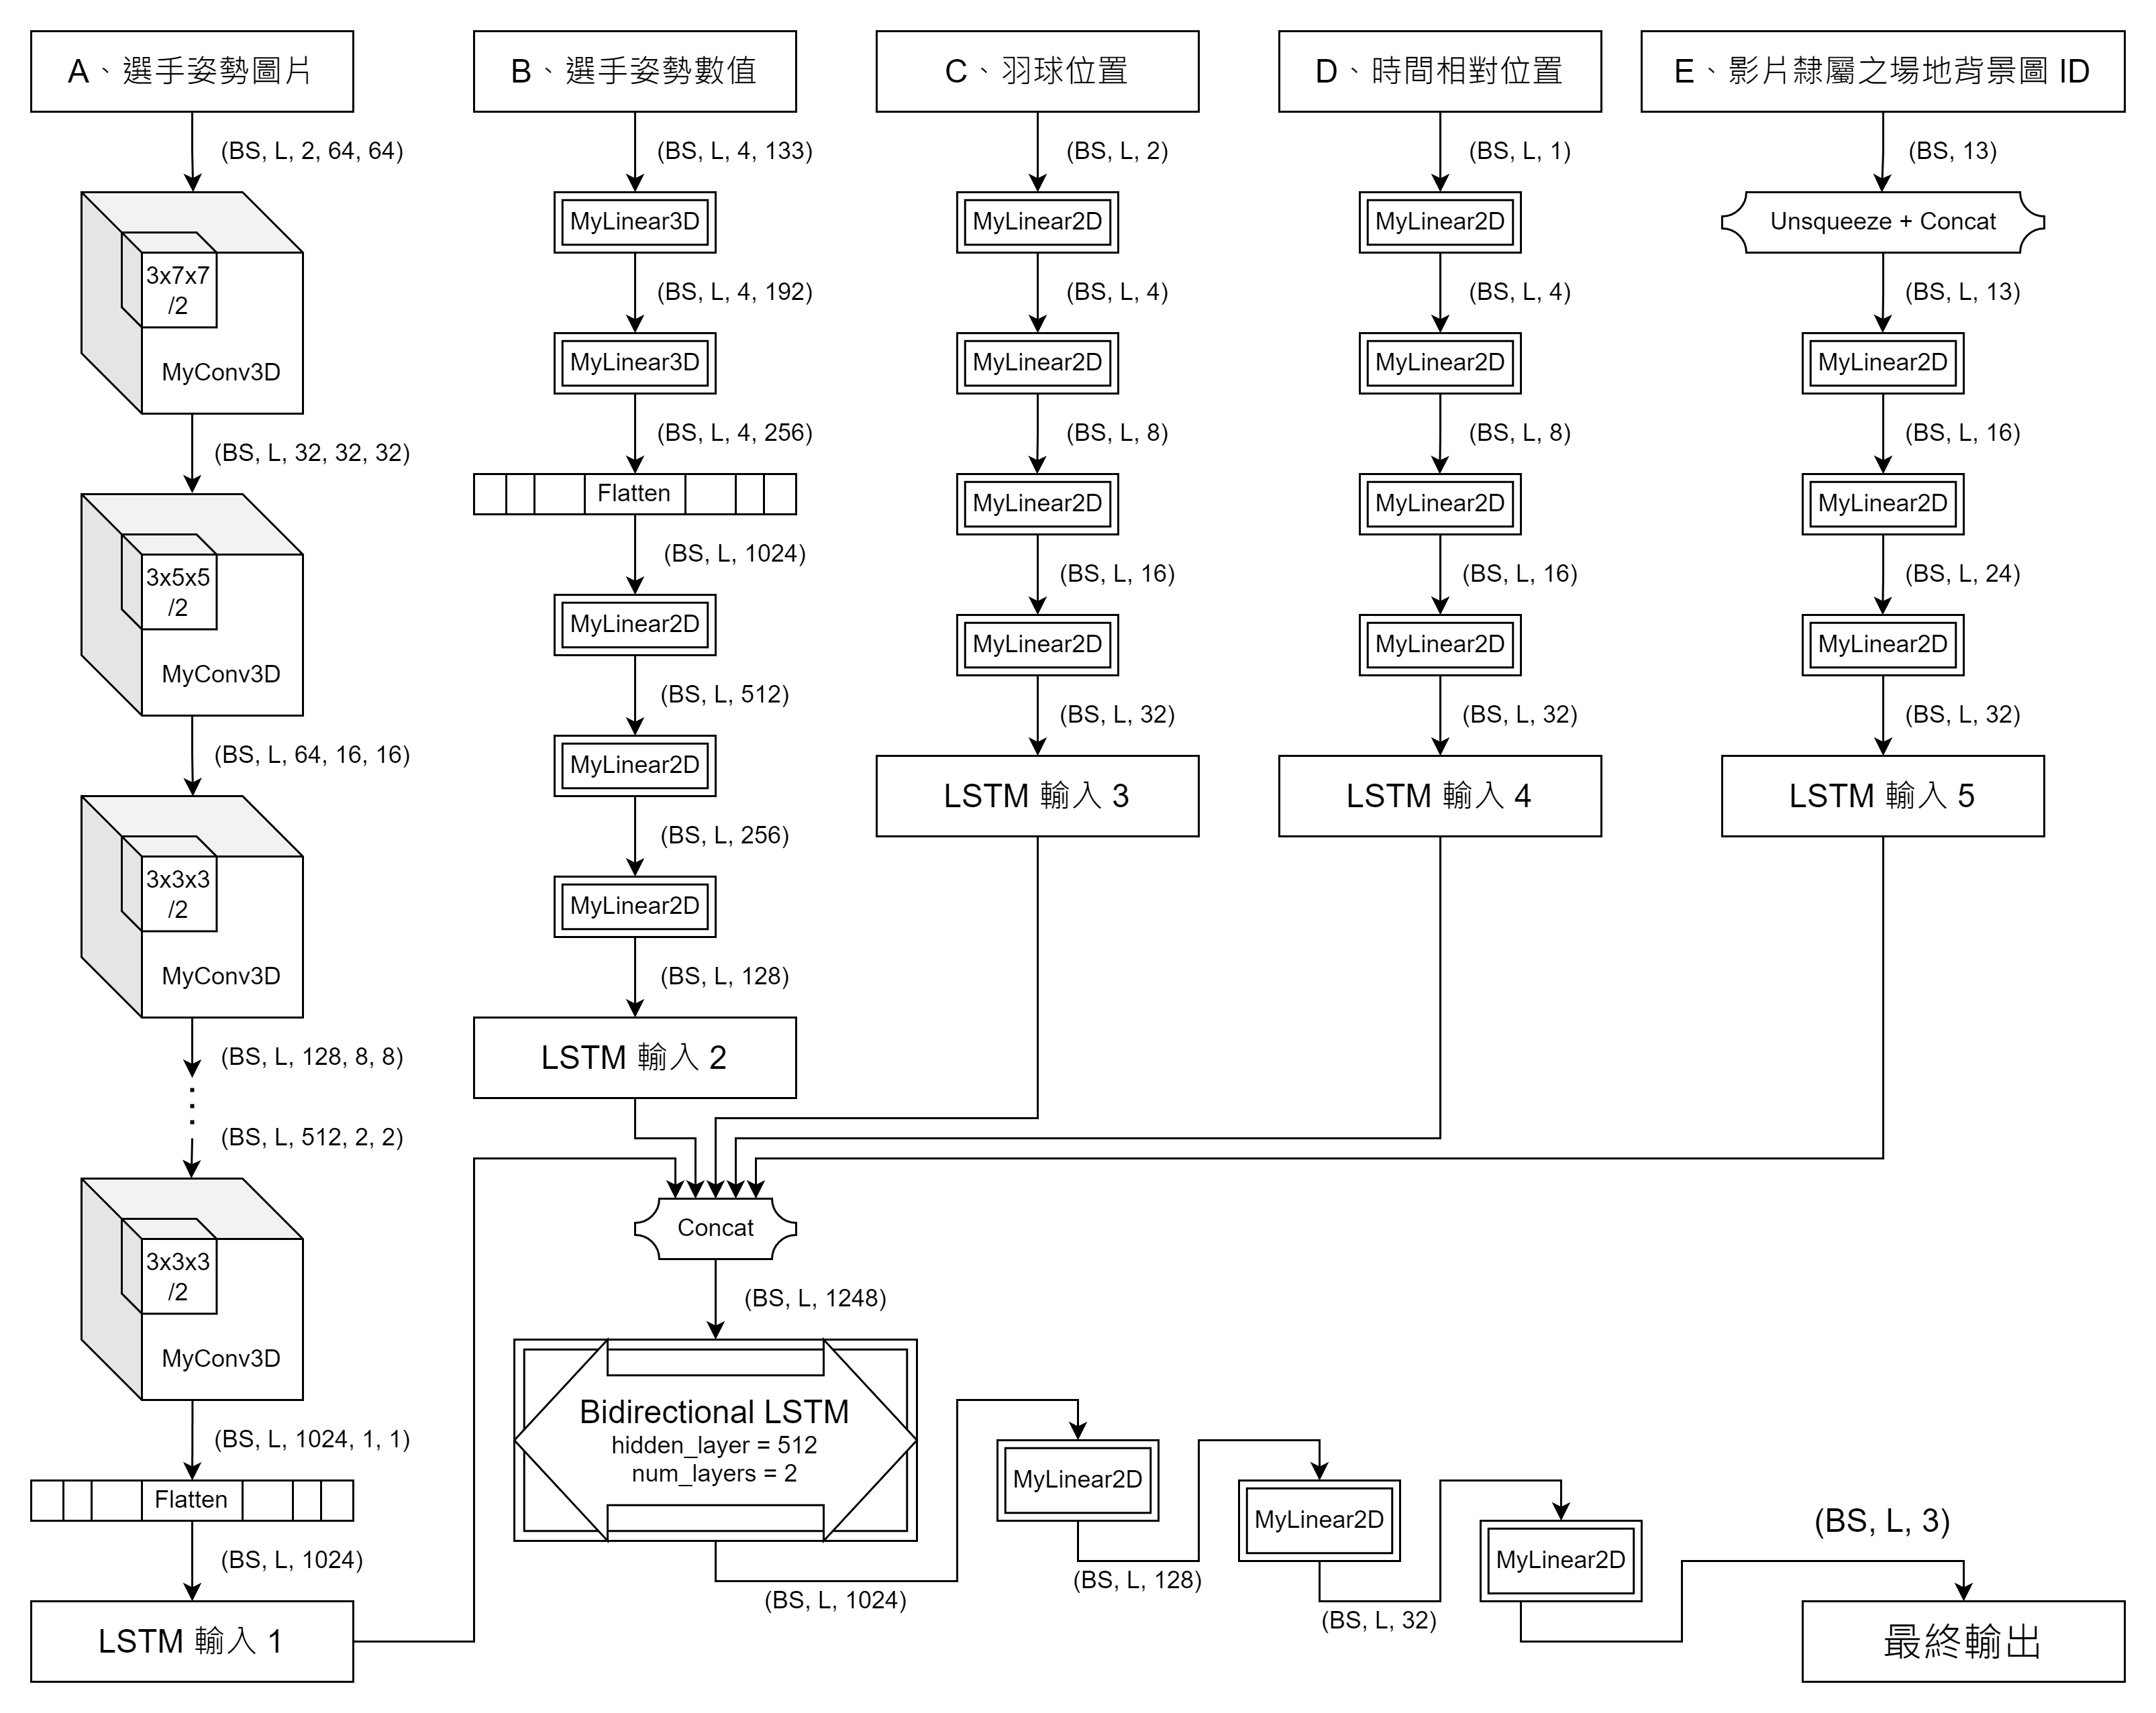 A、選手姿勢圖片
(BS, L, 2, 64, 64)
3x7x7
/2
MyConv3D
(BS, L, 32, 32, 32)
3x5x5
/2
MyConv3D
(BS, L, 64, 16, 16)
3x3x3
/2
MyConv3D
(BS, L, 128, 8, 8)
(BS, L, 512, 2, 2)
3x3x3
/2
MyConv3D
(BS, L, 1024, 1, 1)
Flatten
(BS, L, 1024)
LSTM 輸入 1
B、選手姿勢數值
(BS, L, 4, 133)
MyLinear3D
(BS, L, 4, 192)
MyLinear3D
(BS, L, 4, 256)
Flatten
(BS, L, 1024)
MyLinear2D
(BS, L, 512)
MyLinear2D
(BS, L, 256)
MyLinear2D
(BS, L, 128)
LSTM 輸入 2
C、羽球位置
(BS, L, 2)
MyLinear2D
(BS, L, 4)
MyLinear2D
(BS, L, 8)
MyLinear2D
(BS, L, 16)
MyLinear2D
(BS, L, 32)
LSTM 輸入 3
D、時間相對位置
(BS, L, 1)
MyLinear2D
(BS, L, 4)
MyLinear2D
(BS, L, 8)
MyLinear2D
(BS, L, 16)
MyLinear2D
(BS, L, 32)
LSTM 輸入 4
E、影片隸屬之場地背景圖 ID
(BS, 13)
Unsqueeze + Concat
(BS, L, 13)
MyLinear2D
(BS, L, 16)
MyLinear2D
(BS, L, 24)
MyLinear2D
(BS, L, 32)
LSTM 輸入 5
Concat
(BS, L, 1248)
Bidirectional LSTM
hidden_layer = 512
num_layers = 2
(BS, L, 1024)
MyLinear2D
(BS, L, 128)
MyLinear2D
(BS, L, 32)
MyLinear2D
(BS, L, 3)
最終輸出